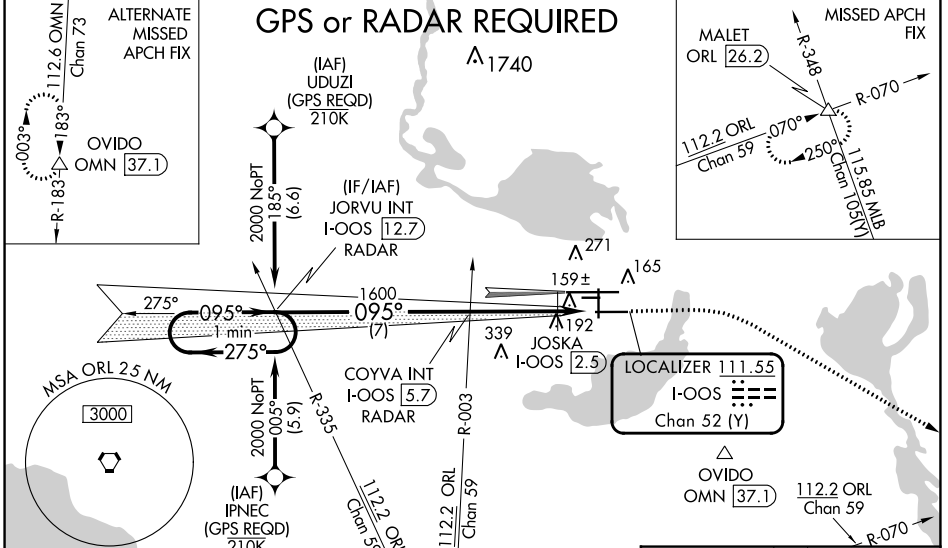 GPS or RADAR REQUIRED
ALTERNATE
MISSED
APCH FIX
112.6 OMN
Chan 73
183°
003°
OVIDO
OMN 37.1
R-183
1740
MISSED APCH
FIX
MALET
ORL 26.2
R-348
R-070
070°
112.2 ORL
Chan 59
250°
115.85 MLB
Chan 105(Y)
(IAF)
UDUZI
(GPS REQD)
210K
2000 NoPT
185°
(6.6)
(IF/IAF)
JORVU INT
I-OOS 12.7
RADAR
271
159±
165
275°
095°
1 min
275°
1600
095°
(7)
192
339
JOSKA
I-OOS 2.5
COYVA INT
I-OOS 5.7
RADAR
LOCALIZER 111.55
I-OOS
Chan 52 (Y)
MSA ORL 25 NM
3000
2000 NoPT
005°
(5.9)
R-335
R-003
(IAF)
IPNEC
(GPS REQD)
210K
112.2 ORL
Chan 59
112.2 ORL
Chan 59
OVIDO
OMN 37.1
112.2 ORL
Chan 59
R-070